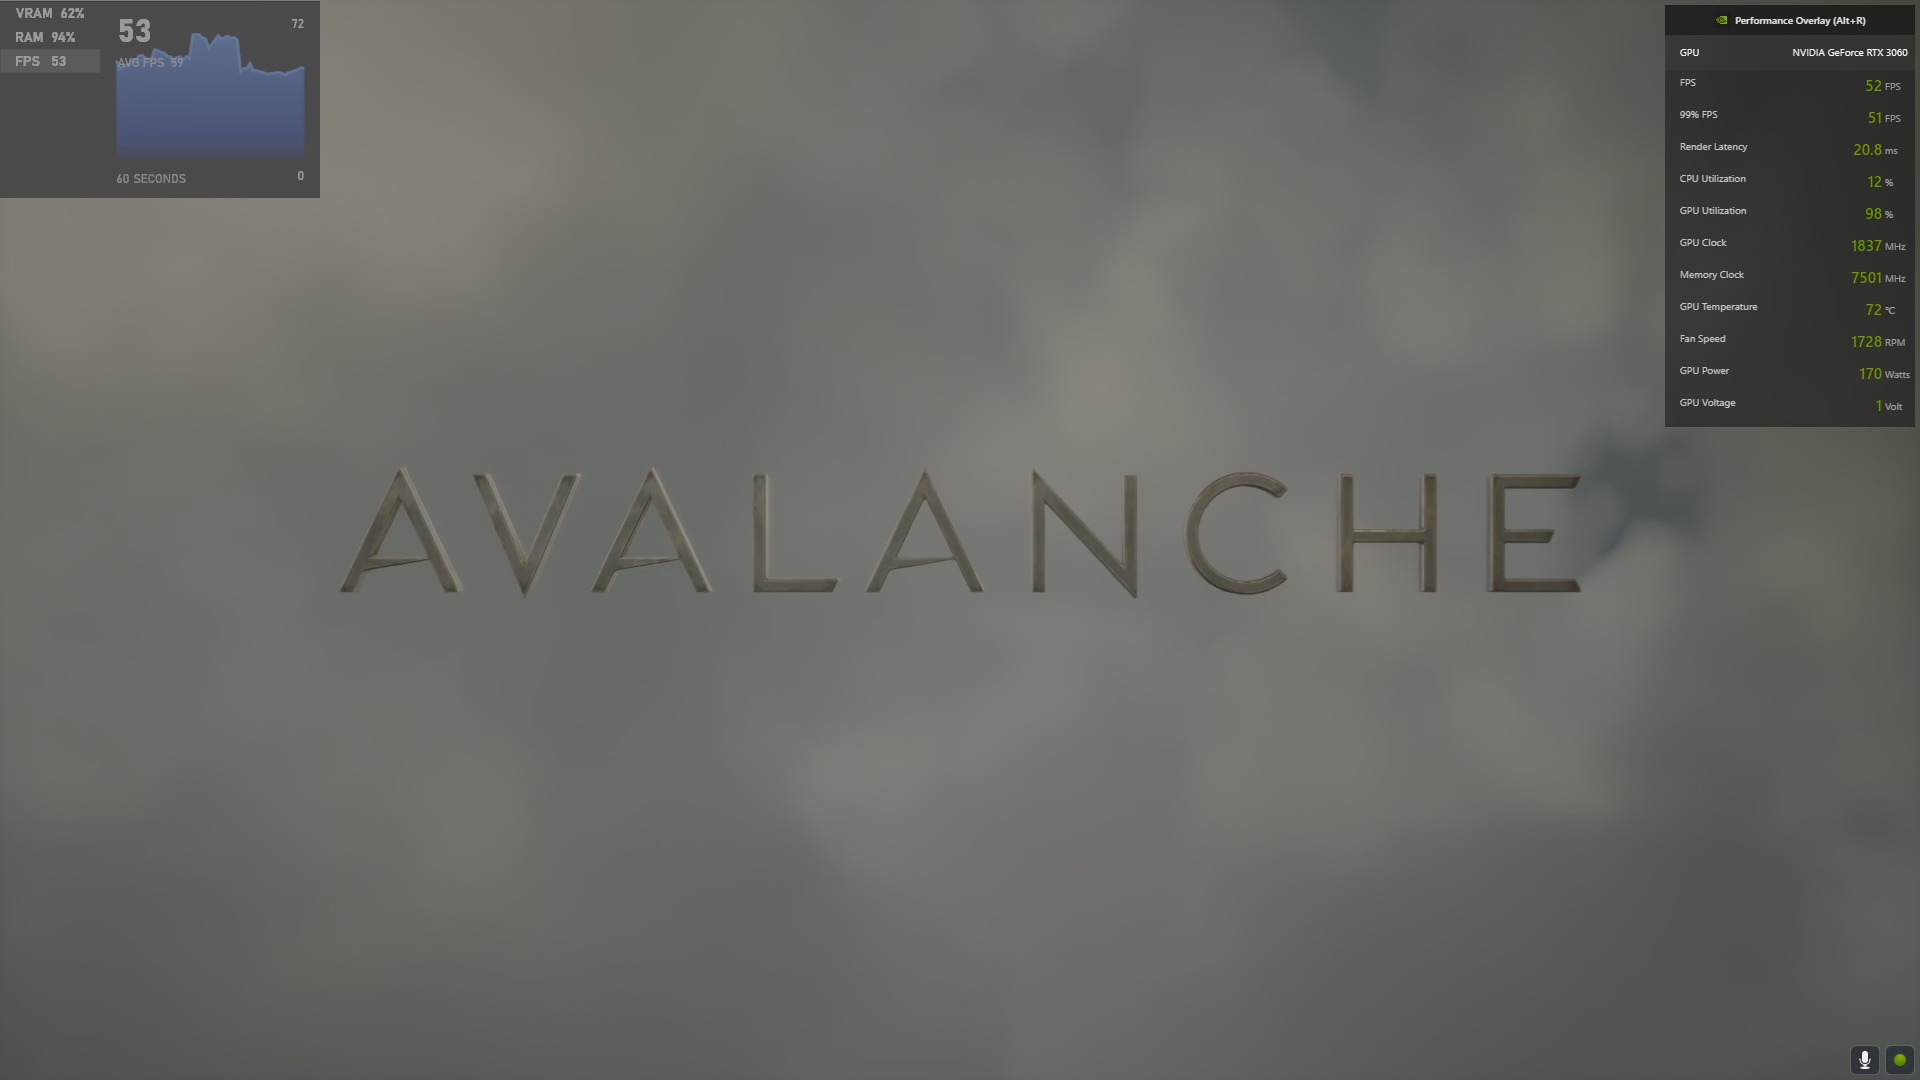 VRAM 62%
RAM 94%
FPS 53
53
72
AVG FPS 59
60 SECONDS
0
Performance Overlay (Alt+R)
GPU NVIDIA GeForce RTX 3060
FPS 52 FPS
99% FPS 51 FPS
Render Latency 20.8 ms
CPU Utilization 12 %
GPU Utilization 98 %
GPU Clock 1837 MHz
Memory Clock 7501 MHz
GPU Temperature 72 °C
Fan Speed 1728 RPM
GPU Power 170 Watts
GPU Voltage 1 Volt
AVALANCHE